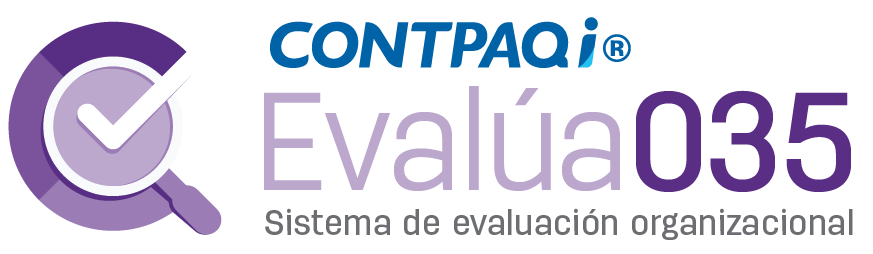 CONTPAQi®
Evalúa035
Sistema de evaluación organizacional